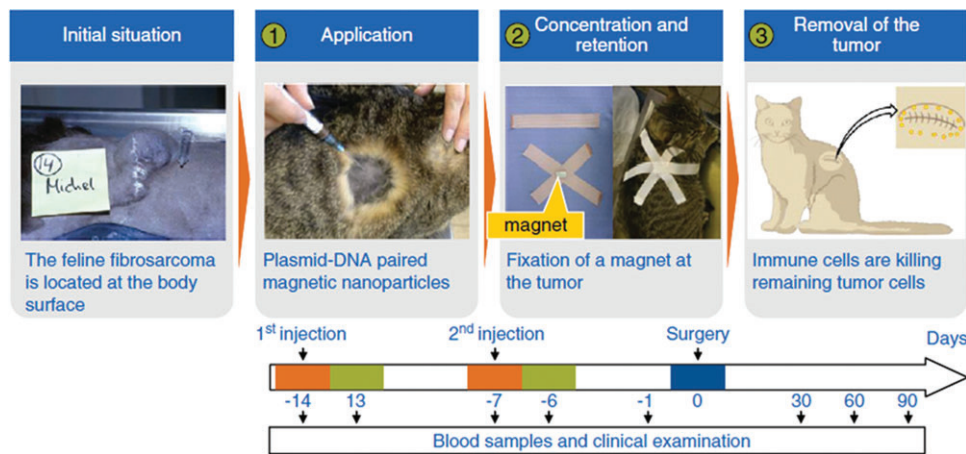 Initial situation
1 Application
2 Concentration and
retention
3 Removal of the
tumor
14
Michel
magnet
The feline fibrosarcoma
is located at the body
surface
Plasmid-DNA paired
magnetic nanoparticles
Fixation of a magnet at
the tumor
Immune cells are killing
remaining tumor cells
1st injection
2nd injection
Surgery
Days
-14 13 -7 -6 -1 0 30 60 90
Blood samples and clinical examination